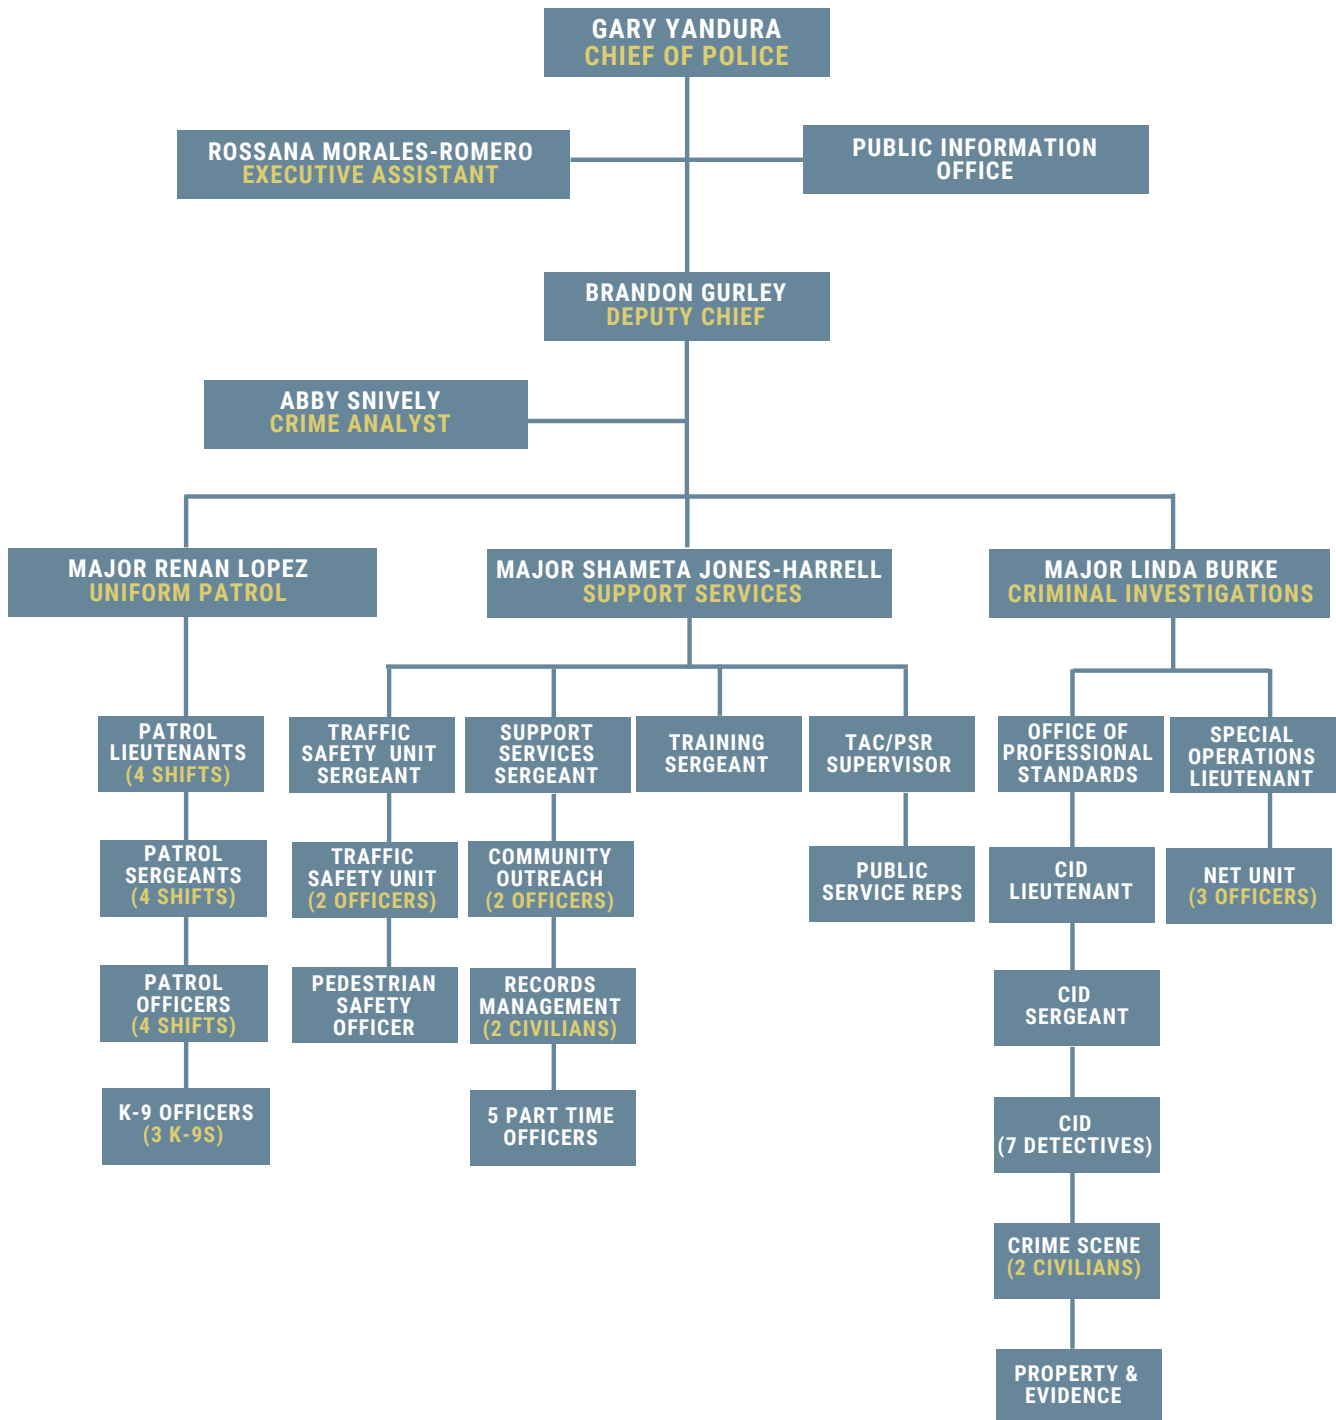 GARY YANDURA
CHIEF OF POLICE
ROSSANA MORALES-ROMERO
EXECUTIVE ASSISTANT
PUBLIC INFORMATION
OFFICE
BRANDON GURLEY
DEPUTY CHIEF
ABBY SNIVELY
CRIME ANALYST
MAJOR RENAN LOPEZ
UNIFORM PATROL
MAJOR SHAMETA JONES-HARRELL
SUPPORT SERVICES
MAJOR LINDA BURKE
CRIMINAL INVESTIGATIONS
PATROL
LIEUTENANTS
(4 SHIFTS)
TRAFFIC
SAFETY UNIT
SERGEANT
SUPPORT
SERVICES
SERGEANT
TRAINING
SERGEANT
TAC/PSR
SUPERVISOR
OFFICE OF
PROFESSIONAL
STANDARDS
SPECIAL
OPERATIONS
LIEUTENANT
PATROL
SERGEANTS
(4 SHIFTS)
TRAFFIC
SAFETY UNIT
(2 OFFICERS)
COMMUNITY
OUTREACH
(2 OFFICERS)
PUBLIC
SERVICE REPS
CID
LIEUTENANT
NET UNIT
(3 OFFICERS)
PATROL
OFFICERS
(4 SHIFTS)
PEDESTRIAN
SAFETY
OFFICER
RECORDS
MANAGEMENT
(2 CIVILIANS)
CID
SERGEANT
K-9 OFFICERS
(3 K-9S)
5 PART TIME
OFFICERS
CID
(7 DETECTIVES)
CRIME SCENE
(2 CIVILIANS)
PROPERTY &
EVIDENCE